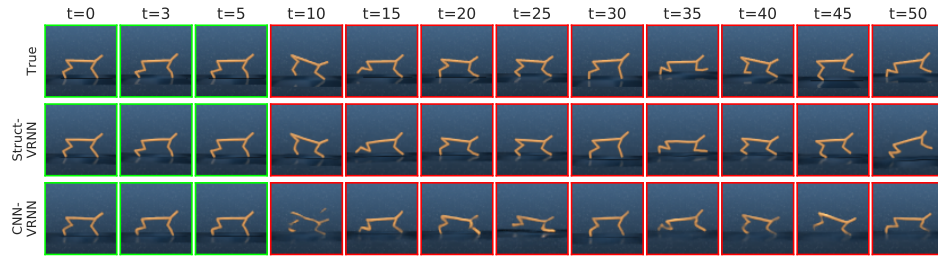 t=0 t=3 t=5 t=10 t=15 t=20 t=25 t=30 t=35 t=40 t=45 t=50
True
Struct-
VRNN
CNN-
VRNN